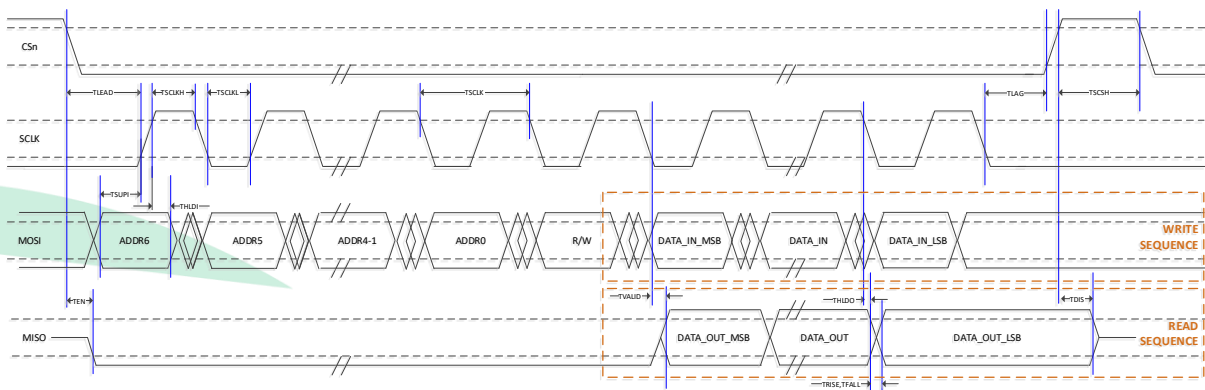 CSn
TLEAD
TSCLKH
TSCLKL
TSCLK
TLAG
TSCSH
SCLK
TSUPI
THLDI
MOSI
ADDR6
ADDR5
ADDR4-1
ADDR0
R/W
DATA_IN_MSB
DATA_IN
DATA_IN_LSB
WRITE
SEQUENCE
TEN
TVALID
THLDO
TDIS
MISO
DATA_OUT_MSB
DATA_OUT
DATA_OUT_LSB
READ
SEQUENCE
TRISE,TFALL